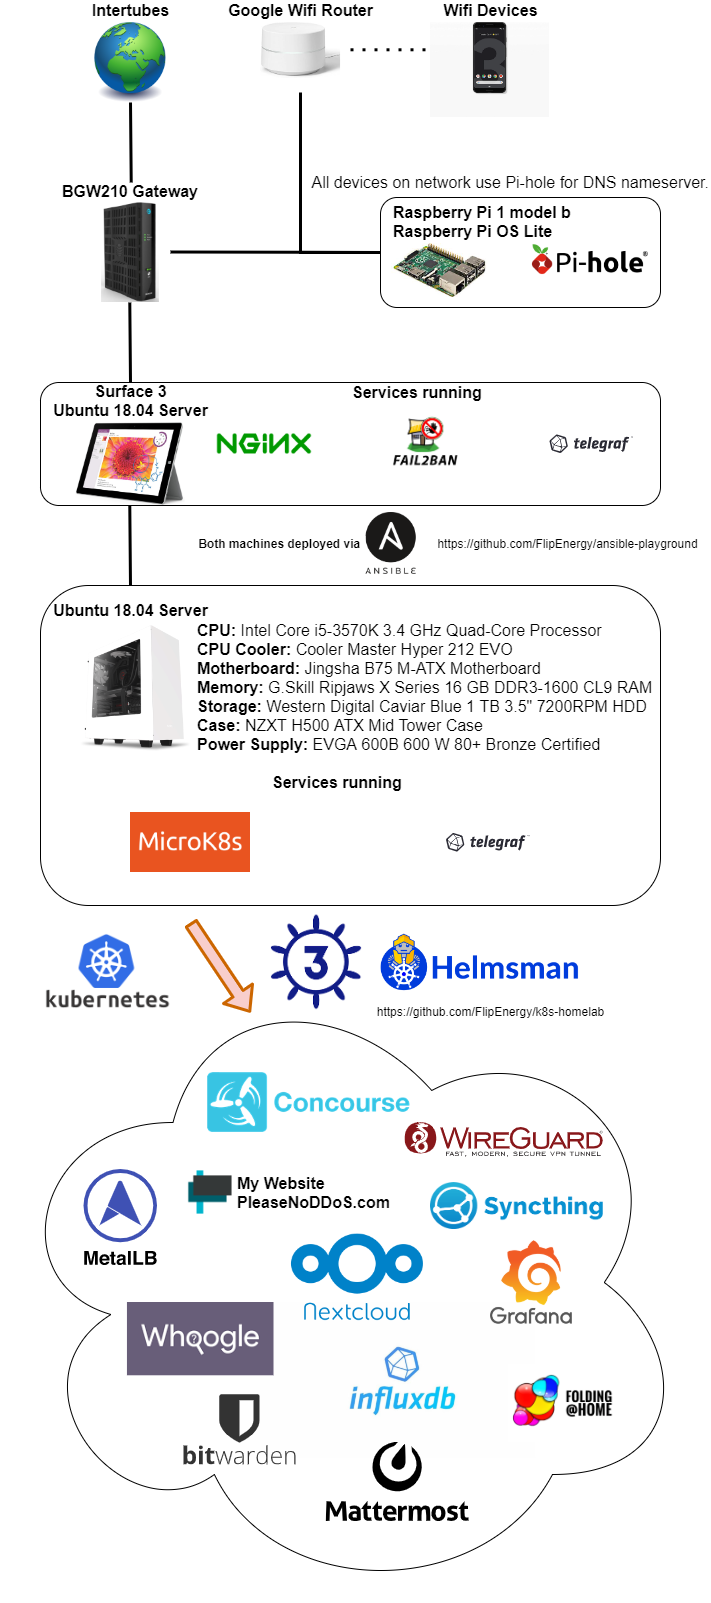 Intertubes
Google Wifi Router
Wifi Devices
BGW210 Gateway
All devices on network use Pi-hole for DNS nameserver.
Raspberry Pi 1 model b
Raspberry Pi OS Lite
Pi-hole®
Surface 3
Ubuntu 18.04 Server
Services running
NGiNX
FAIL2BAN
telegraf
Both machines deployed via
ANSIBLE
https://github.com/FlipEnergy/ansible-playground
Ubuntu 18.04 Server
CPU: Intel Core i5-3570K 3.4 GHz Quad-Core Processor
CPU Cooler: Cooler Master Hyper 212 EVO
Motherboard: Jingsha B75 M-ATX Motherboard
Memory: G.Skill Ripjaws X Series 16 GB DDR3-1600 CL9 RAM
Storage: Western Digital Caviar Blue 1 TB 3.5" 7200RPM HDD
Case: NZXT H500 ATX Mid Tower Case
Power Supply: EVGA 600B 600 W 80+ Bronze Certified
Services running
MicroK8s
telegraf
kubernetes
3
Helmsman
https://github.com/FlipEnergy/k8s-homelab
Concourse
WIREGUARD
FAST, MODERN, SECURE VPN TUNNEL
My Website
PleaseNoDDoS.com
Syncthing
MetalLB
Nextcloud
Grafana
Whoogle
influxdb
FOLDING
@HOME
bitwarden
Mattermost